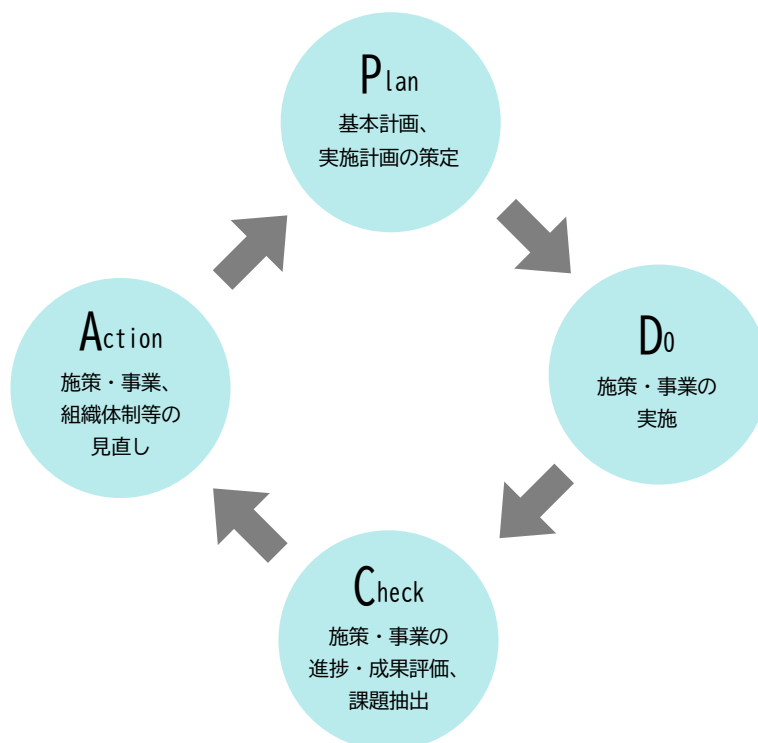 Plan
基本計画、
実施計画の策定
Do
施策・事業の
実施
Check
施策・事業の
進捗・成果評価、
課題抽出
Action
施策・事業、
組織体制等の
見直し